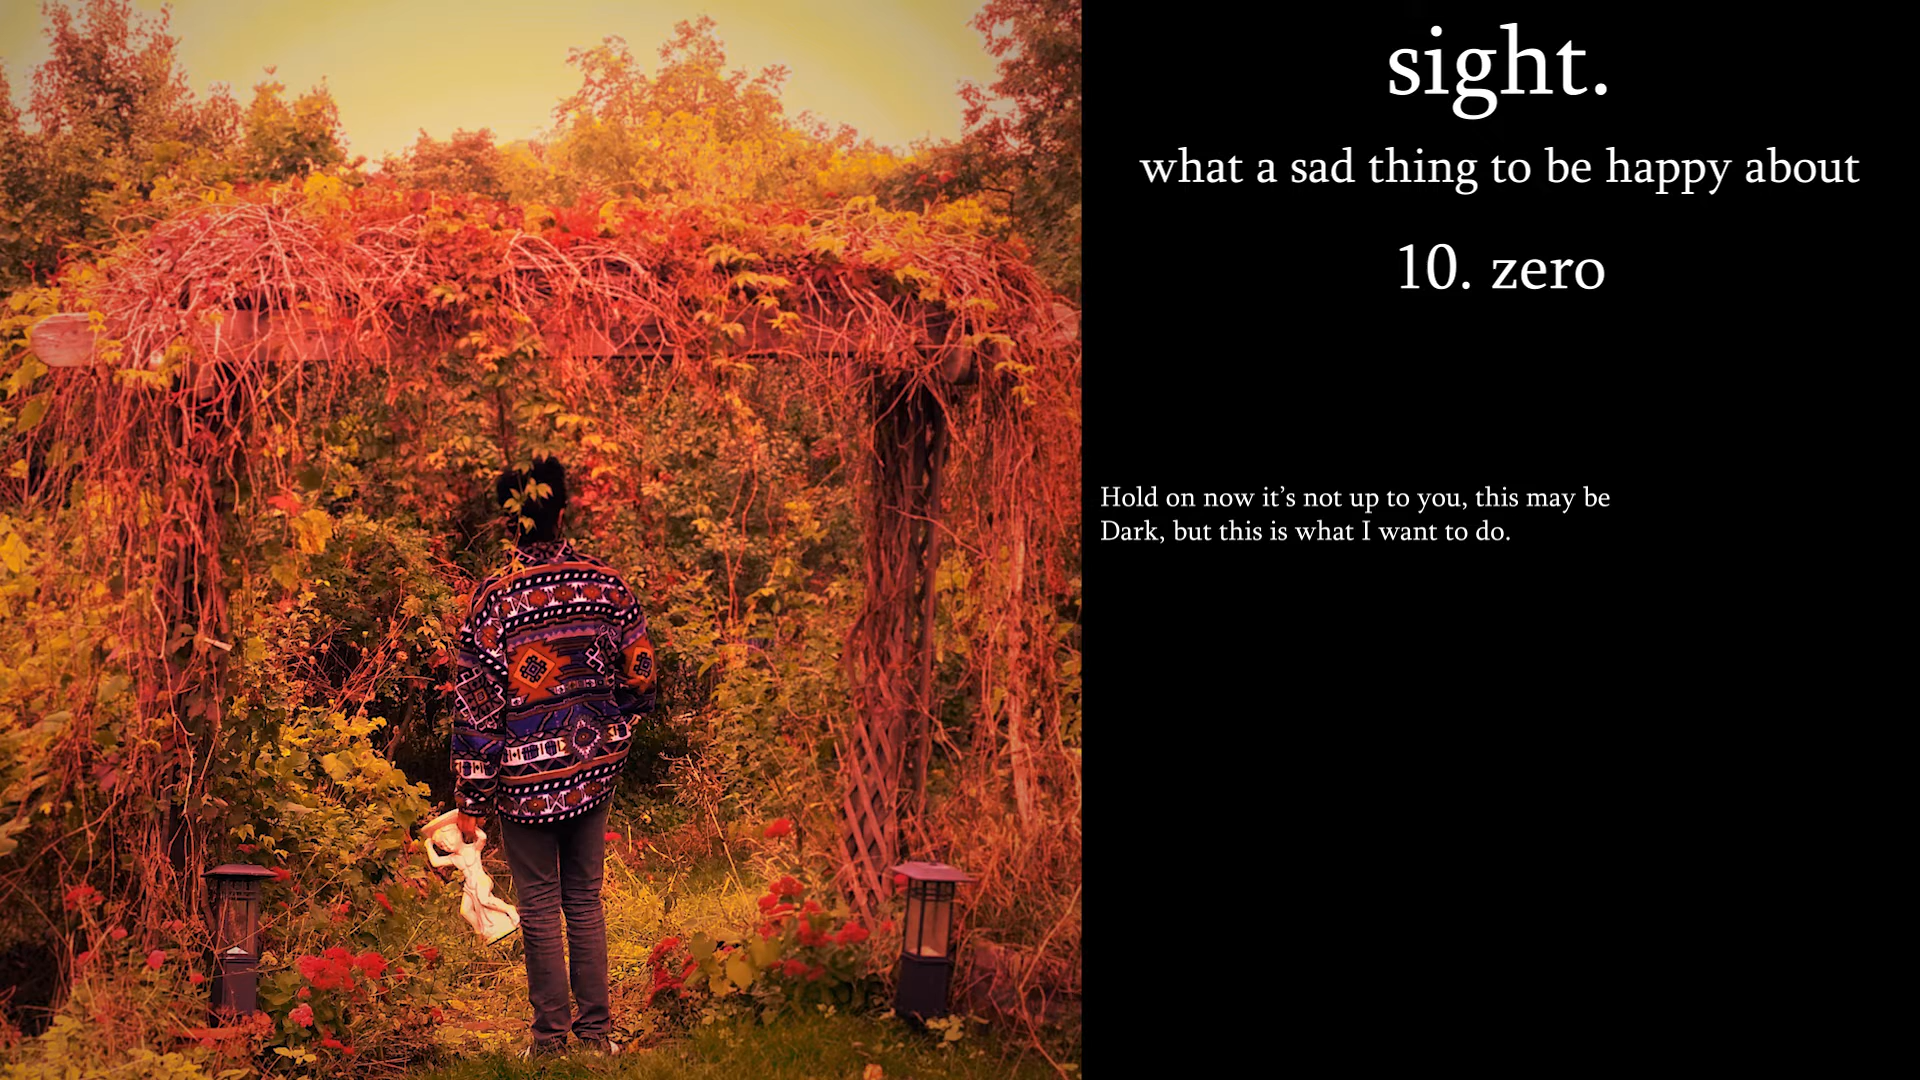 sight.
what a sad thing to be happy about
10. zero
Hold on now it’s not up to you, this may be
Dark, but this is what I want to do.